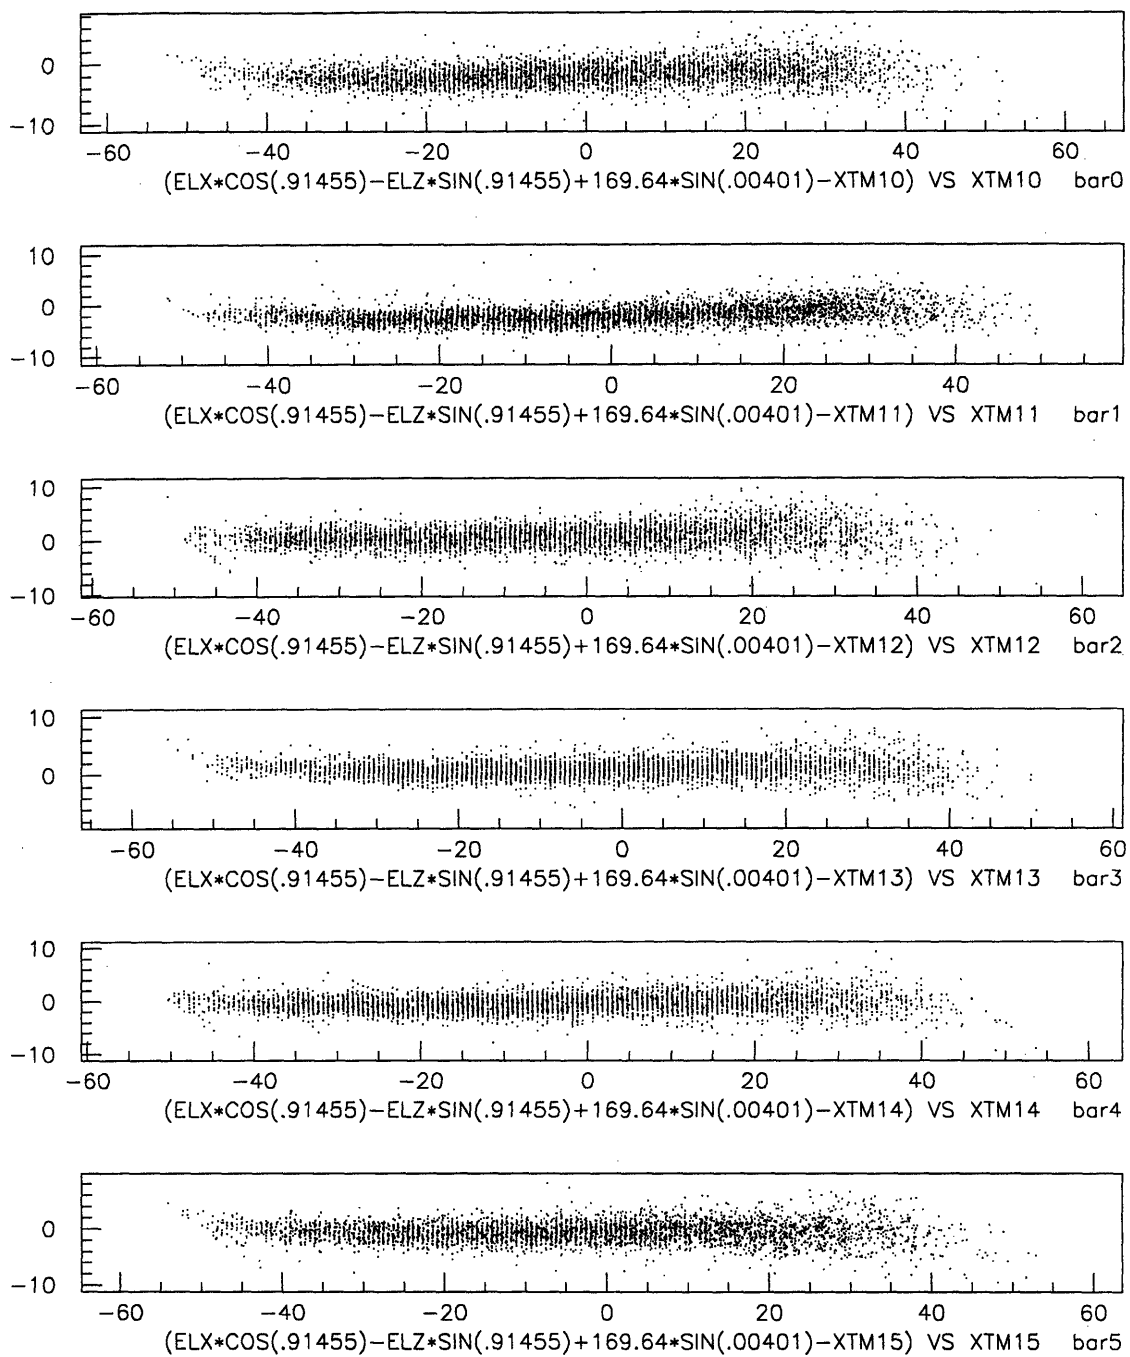 0
−10
−60 −40 −20 0 20 40 60
(ELX*COS(.91455)−ELZ*SIN(.91455)+169.64*SIN(.00401)−XTM10) VS XTM10 bar0
10
0
−10
−60 −40 −20 0 20 40
(ELX*COS(.91455)−ELZ*SIN(.91455)+169.64*SIN(.00401)−XTM11) VS XTM11 bar1
10
0
−10
−60 −40 −20 0 20 40 60
(ELX*COS(.91455)−ELZ*SIN(.91455)+169.64*SIN(.00401)−XTM12) VS XTM12 bar2
10
0
−60 −40 −20 0 20 40 60
(ELX*COS(.91455)−ELZ*SIN(.91455)+169.64*SIN(.00401)−XTM13) VS XTM13 bar3
10
0
−10
−60 −40 −20 0 20 40 60
(ELX*COS(.91455)−ELZ*SIN(.91455)+169.64*SIN(.00401)−XTM14) VS XTM14 bar4
0
−10
−60 −40 −20 0 20 40 60
(ELX*COS(.91455)−ELZ*SIN(.91455)+169.64*SIN(.00401)−XTM15) VS XTM15 bar5